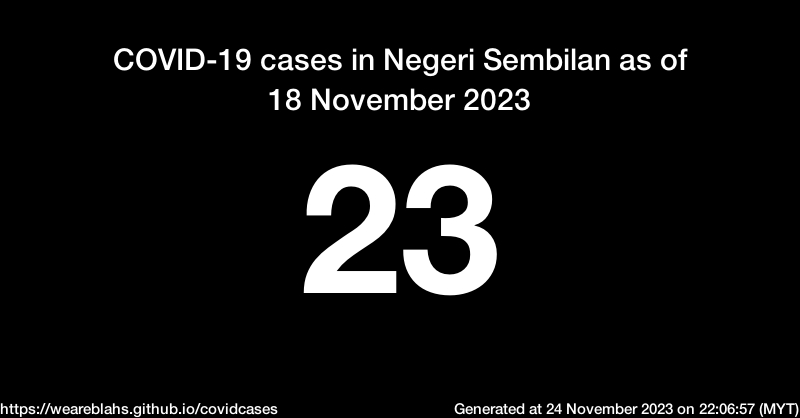 COVID-19 cases in Negeri Sembilan as of
18 November 2023
23
https://weareblahs.github.io/covidcases
Generated at 24 November 2023 on 22:06:57 (MYT)